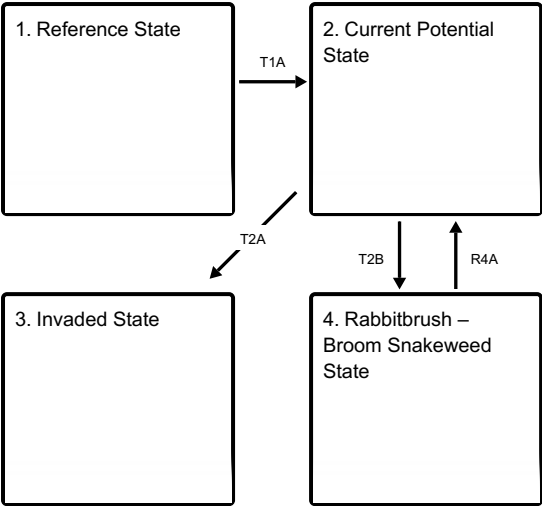 1. Reference State
T1A
2. Current Potential
State
T2A
T2B
R4A
3. Invaded State
4. Rabbitbrush –
Broom Snakeweed
State